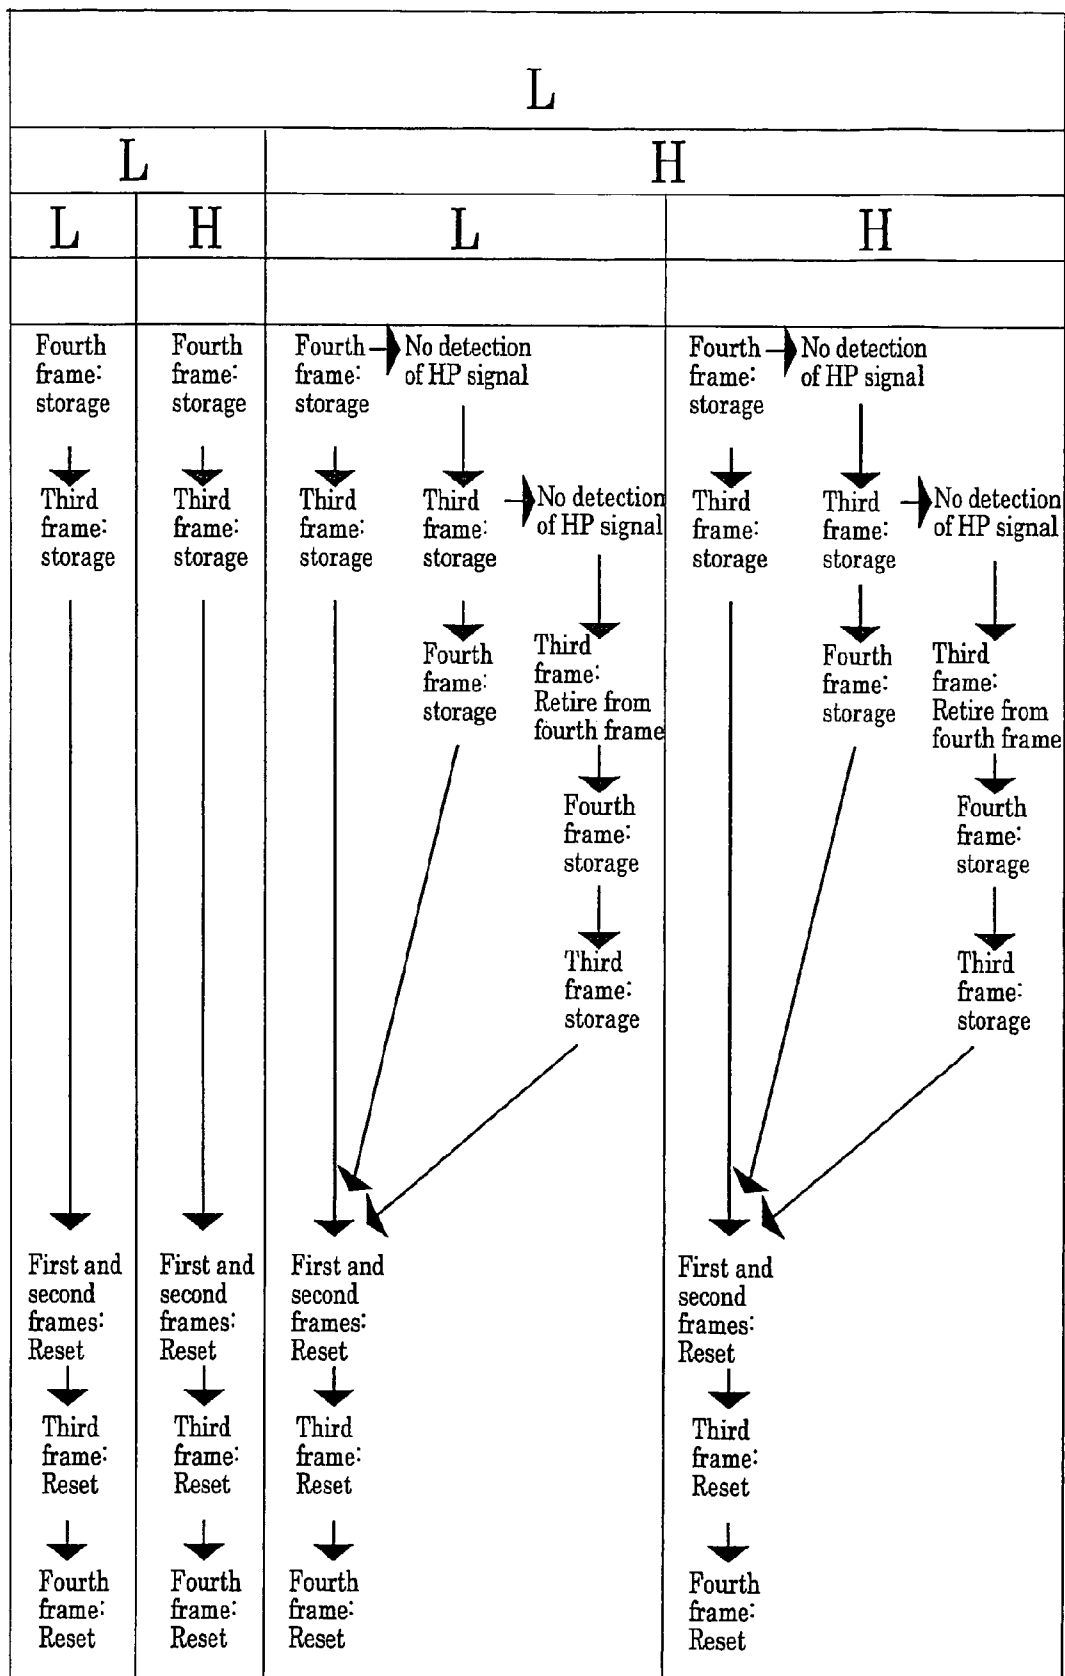 L
L
H
L
H
L
H
Fourth
frame:
storage
Third
frame:
storage
First and
second
frames:
Reset
Third
frame:
Reset
Fourth
frame:
Reset
Fourth
frame:
storage
Third
frame:
storage
First and
second
frames:
Reset
Third
frame:
Reset
Fourth
frame:
Reset
Fourth
frame:
storage
Third
frame:
storage
First and
second
frames:
Reset
Third
frame:
Reset
Fourth
frame:
Reset
No detection
of HP signal
Third
frame:
storage
Fourth
frame:
storage
No detection
of HP signal
Third
frame:
Retire from
fourth frame
Fourth
frame:
storage
Third
frame:
storage
Fourth
frame:
storage
Third
frame:
storage
First and
second
frames:
Reset
Third
frame:
Reset
Fourth
frame:
Reset
No detection
of HP signal
Third
frame:
storage
Fourth
frame:
storage
No detection
of HP signal
Third
frame:
Retire from
fourth frame
Fourth
frame:
storage
Third
frame:
storage